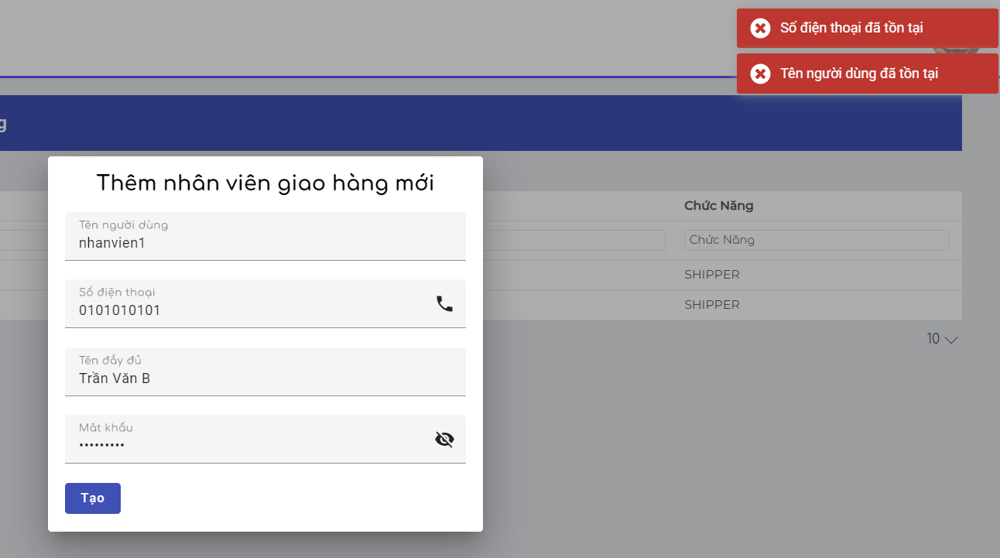 Số điện thoại đã tồn tại
Tên người dùng đã tồn tại
g
Thêm nhân viên giao hàng mới
Tên người dùng
nhanvien1
Số điện thoại
0101010101
Tên đầy đủ
Trần Văn B
Mât khẩu
•••••••••
Tạo
Chức Năng
Chức Năng
SHIPPER
SHIPPER
10